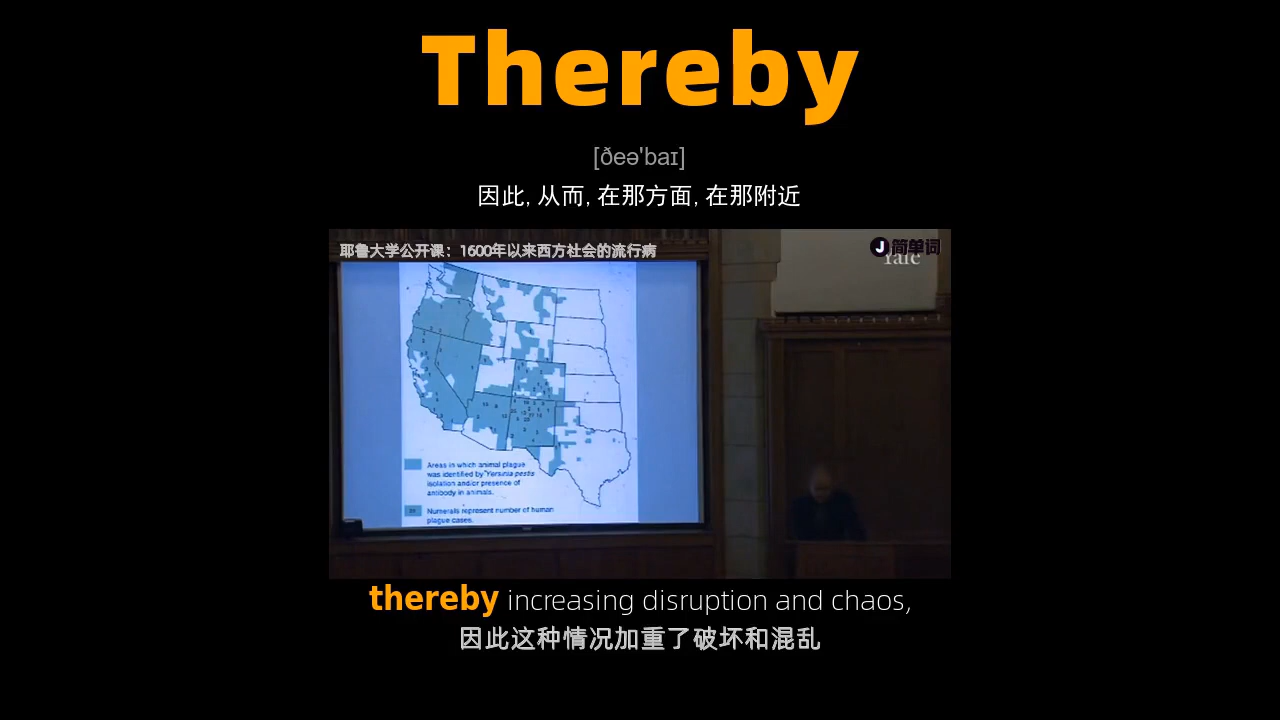 Thereby
[ðeə'baɪ]
因此, 从而, 在那方面, 在那附近
耶鲁大学公开课：1600年以来西方社会的流行病
J简单词
Yale
Areas in which animal plague
was identified by Yersinia pestis
isolation and/or presence of
antibody in animals.
Numerals represent number of human
plague cases.
thereby increasing disruption and chaos,
因此这种情况加重了破坏和混乱